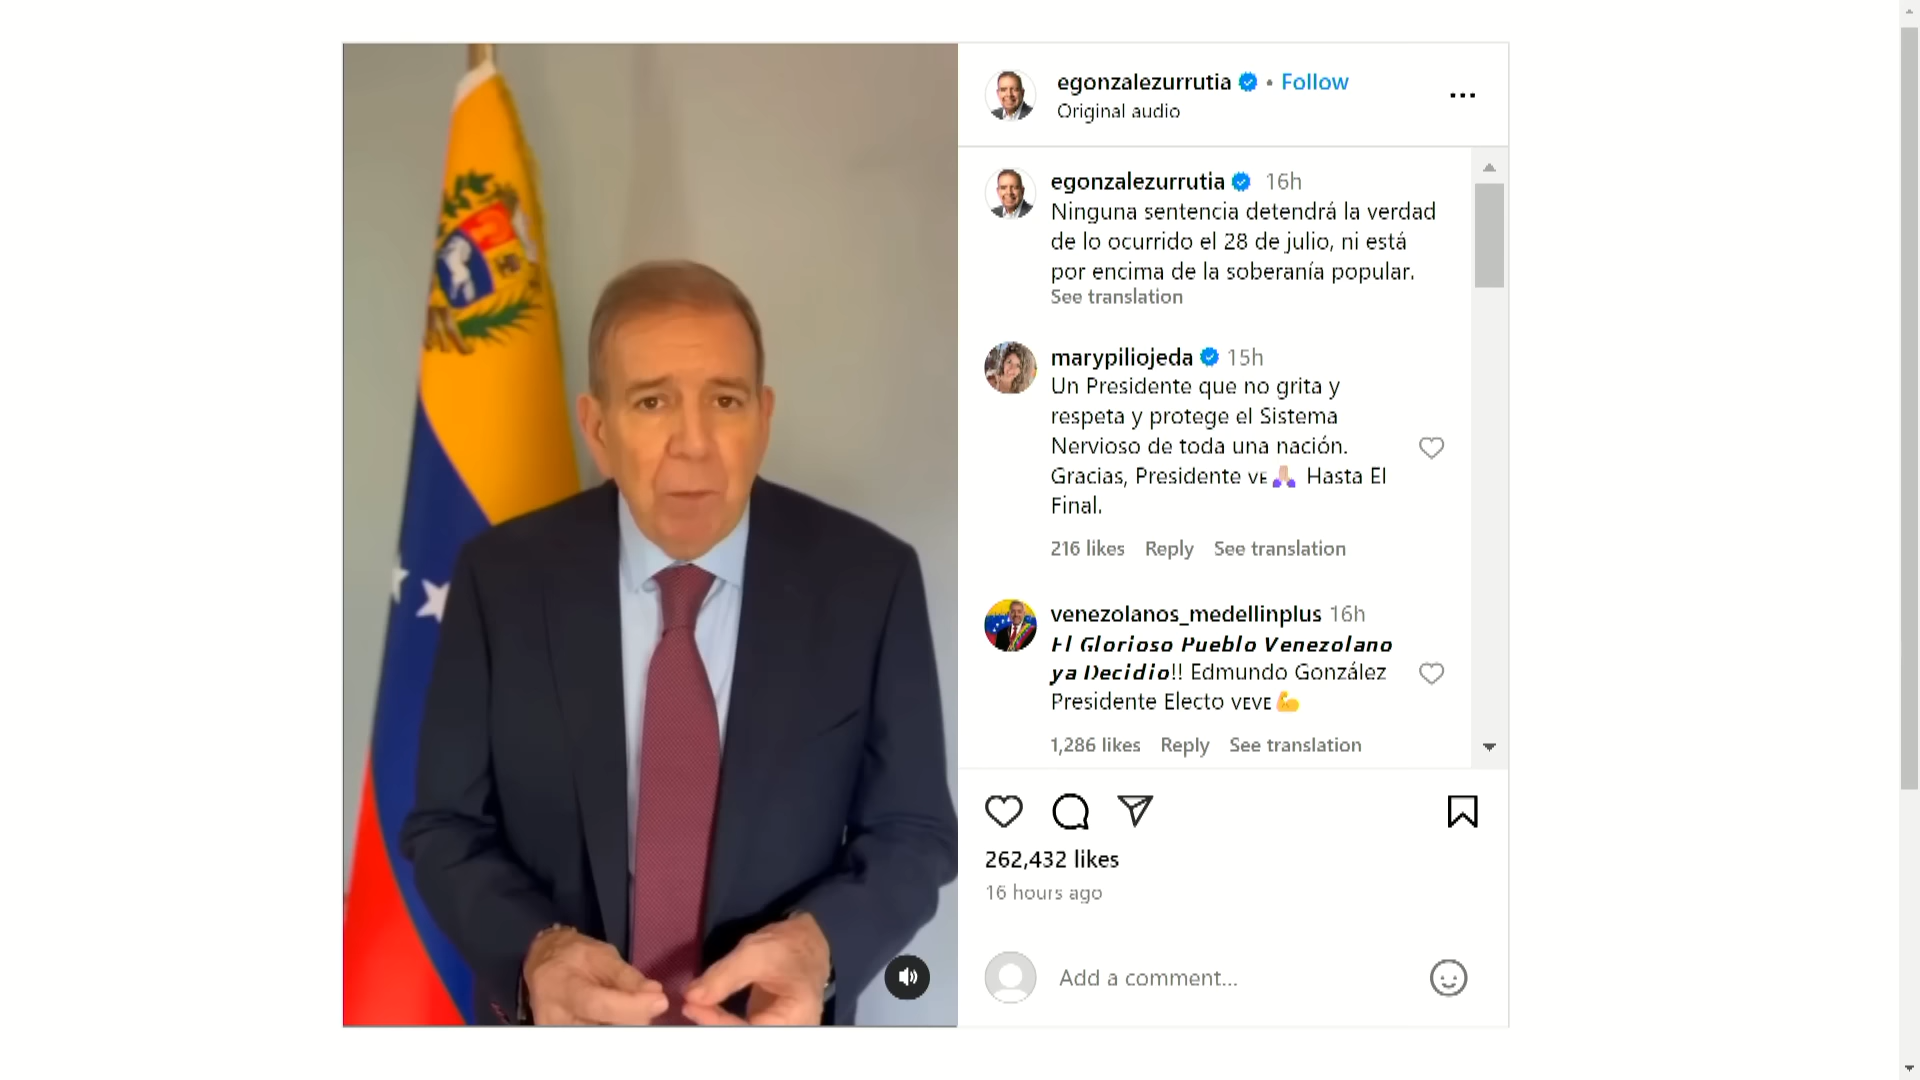 egonzalezurrutia • Follow
Original audio
egonzalezurrutia 16h
Ninguna sentencia detendrá la verdad
de lo ocurrido el 28 de julio, ni está
por encima de la soberanía popular.
See translation
marypiliojeda 15h
Un Presidente que no grita y
respeta y protege el Sistema
Nervioso de toda una nación.
Gracias, Presidente VE🙏🏼 Hasta El
Final.
216 likes Reply See translation
venezolanos_medellinplus 16h
El Glorioso Pueblo Venezolano
ya Decidio!! Edmundo González
Presidente Electo VEVE💪
1,286 likes Reply See translation
262,432 likes
16 hours ago
Add a comment...